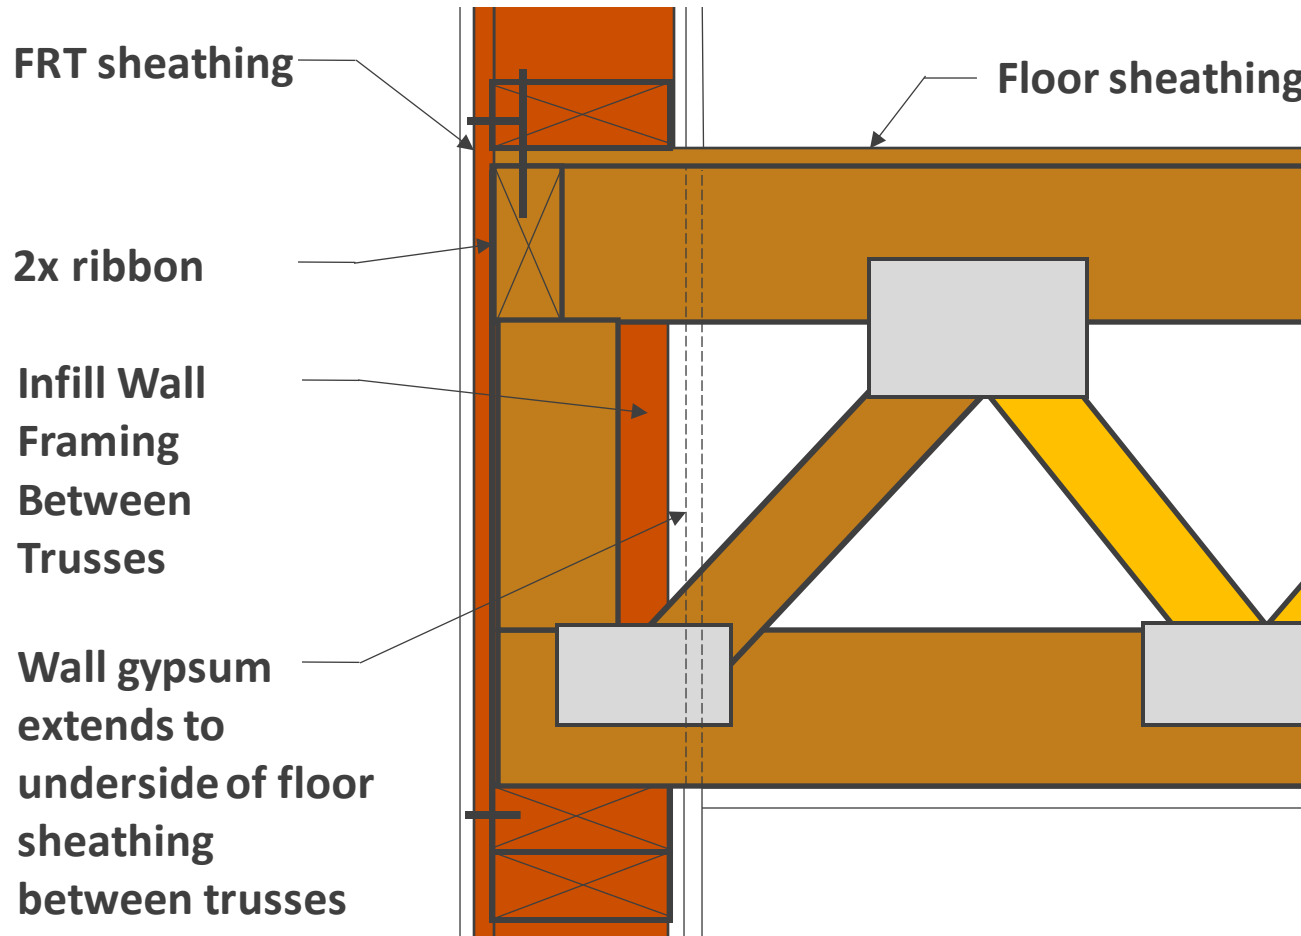 FRT sheathing
Floor sheathing
2x ribbon
Infill Wall
Framing
Between
Trusses
Wall gypsum
extends to
underside of floor
sheathing
between trusses